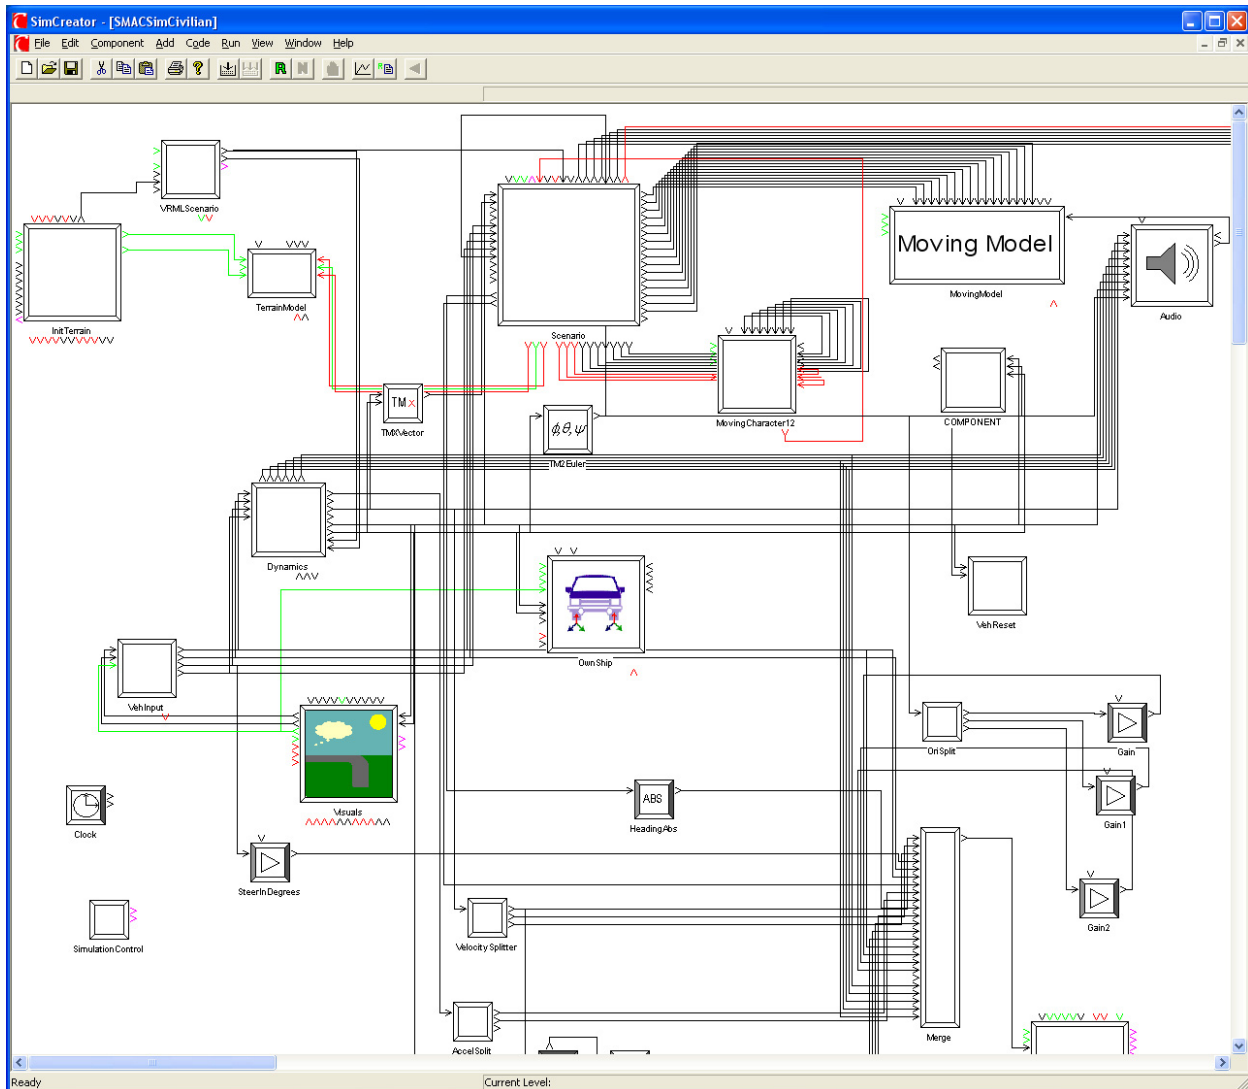 SimCreator - [SMACSimCivilian]
File Edit Component Add Code Run View Window Help
R N
VRMLScenario
InitTerrain
TerrainModel
Scenario
Moving Model
MovingModel
Audio
TMx
TMXVector
ϕ,θ,ψ
TM2Euler
MovingCharacter12
COMPONENT
Dynamics
OwnShip
VehReset
VehInput
Visuals
OriSplit
Gain
Clock
ABS
HeadingAbs
Gain1
SteerInDegrees
Gain2
Simulation Control
Velocity Splitter
AccelSplit
Merge
Ready
Current Level: